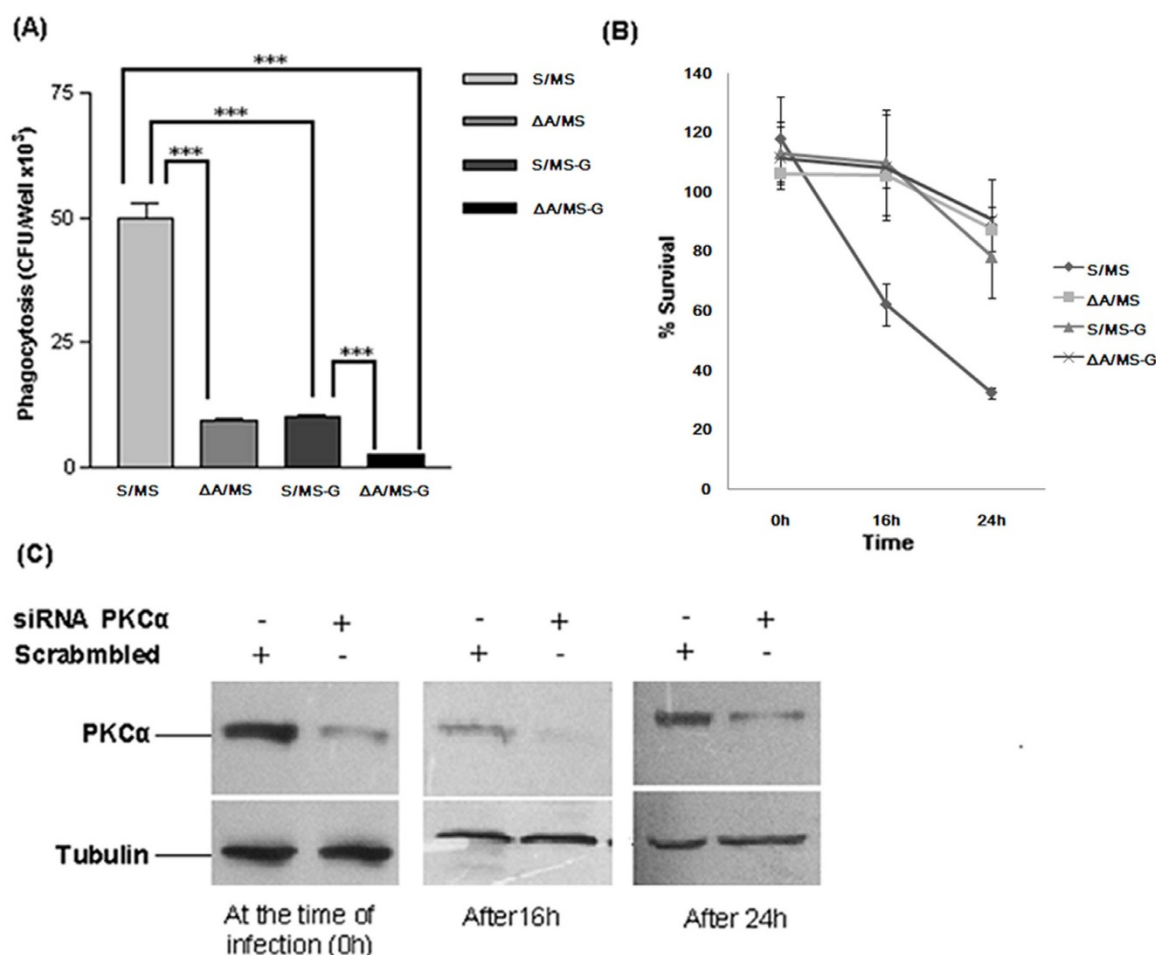 (A)
Phagocytosis (CFU/Well x10³)
75
50
25
0
***
***
***
***
S/MS
ΔA/MS
S/MS-G
ΔA/MS-G
S/MS
ΔA/MS
S/MS-G
ΔA/MS-G
(B)
% Survival
140
120
100
80
60
40
20
0
0h
16h
24h
Time
S/MS
ΔA/MS
S/MS-G
ΔA/MS-G
(C)
siRNA PKCα - + - + - +
Scrabmbled + - + - + -
PKCα
Tubulin
At the time of
infection (0h)
After16h
After 24h